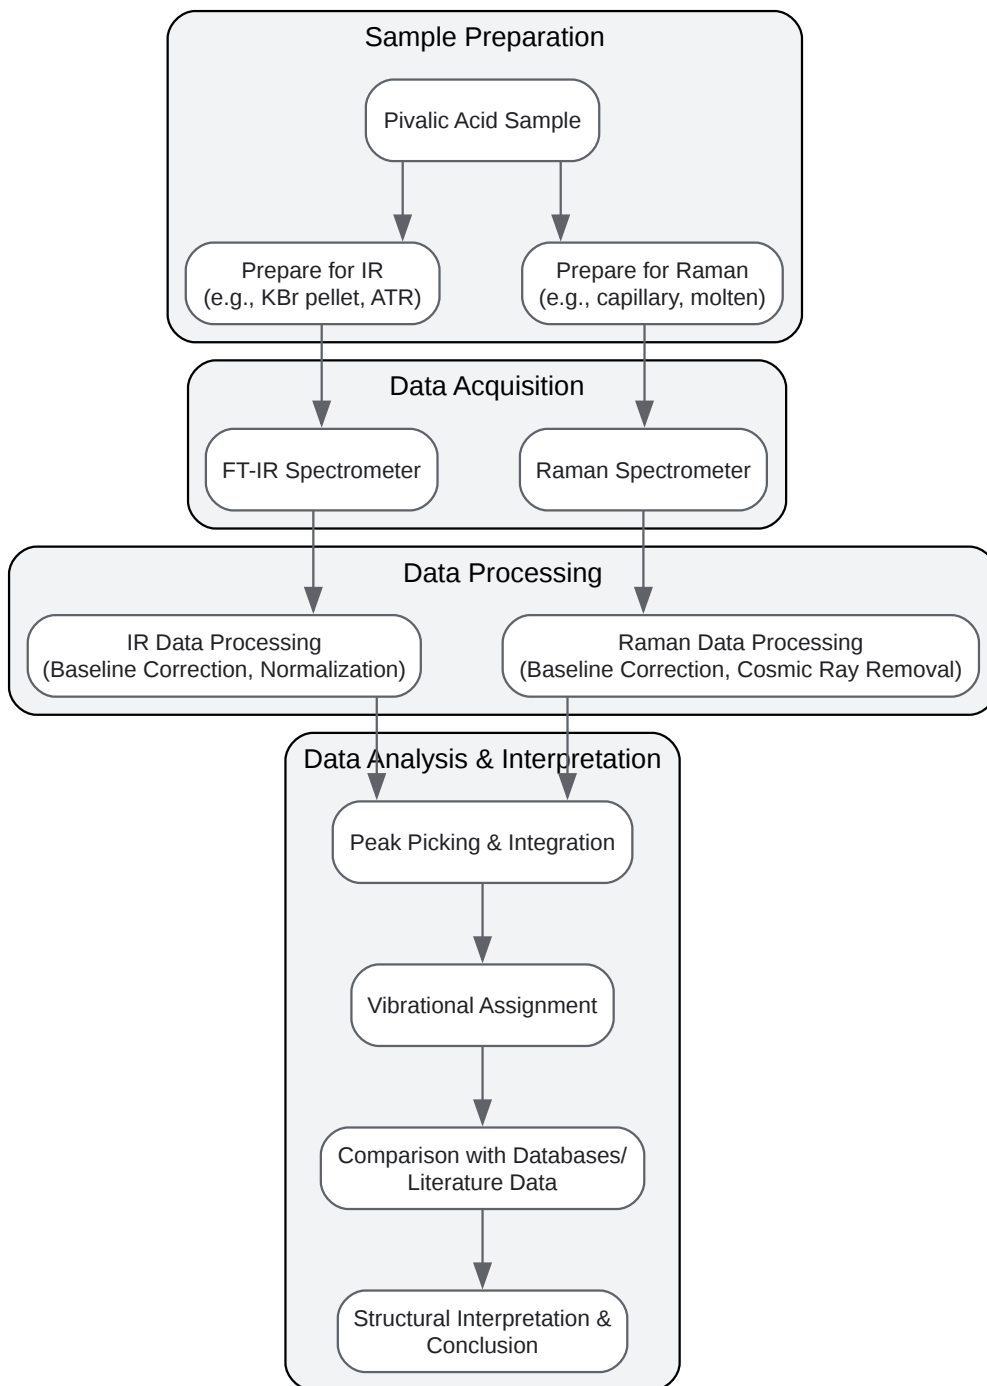 Sample Preparation
Pivalic Acid Sample
Prepare for IR
(e.g., KBr pellet, ATR)
Prepare for Raman
(e.g., capillary, molten)
Data Acquisition
FT-IR Spectrometer
Raman Spectrometer
Data Processing
IR Data Processing
(Baseline Correction, Normalization)
Raman Data Processing
(Baseline Correction, Cosmic Ray Removal)
Data Analysis & Interpretation
Peak Picking & Integration
Vibrational Assignment
Comparison with Databases/
Literature Data
Structural Interpretation &
Conclusion